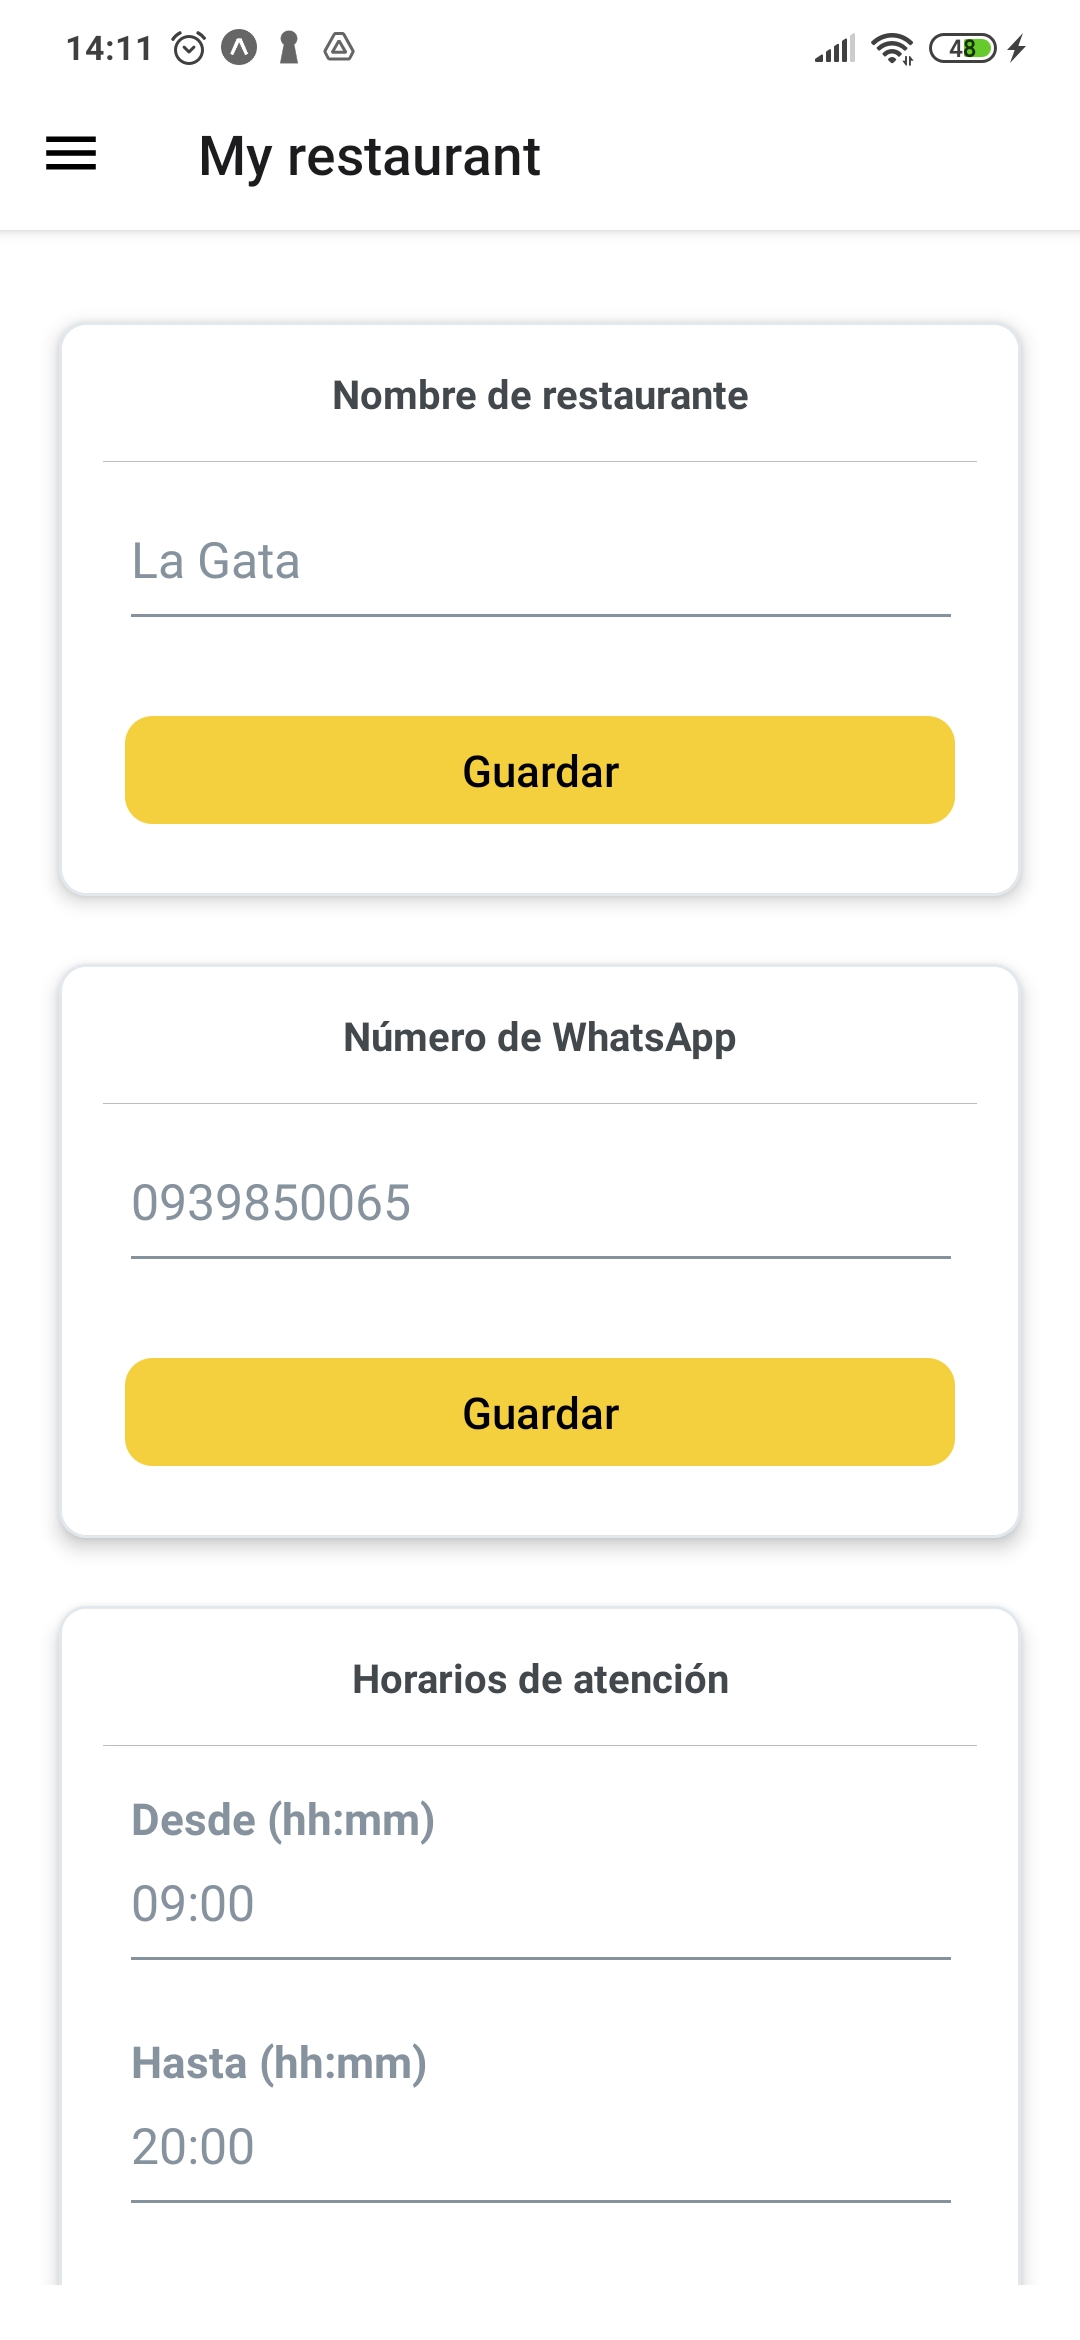 14:11
48
My restaurant
Nombre de restaurante
La Gata
Guardar
Número de WhatsApp
0939850065
Guardar
Horarios de atención
Desde (hh:mm)
09:00
Hasta (hh:mm)
20:00